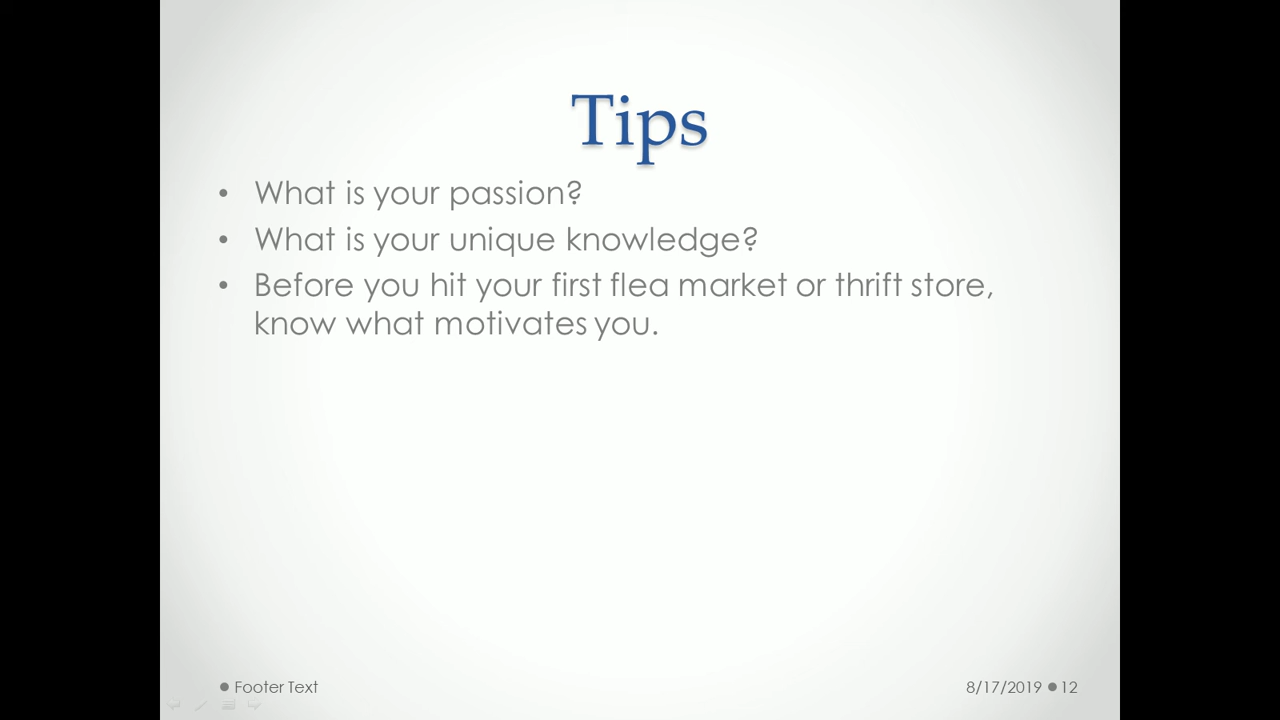 Tips
• What is your passion?
• What is your unique knowledge?
• Before you hit your first flea market or thrift store,
know what motivates you.
Footer Text
8/17/2019 ● 12